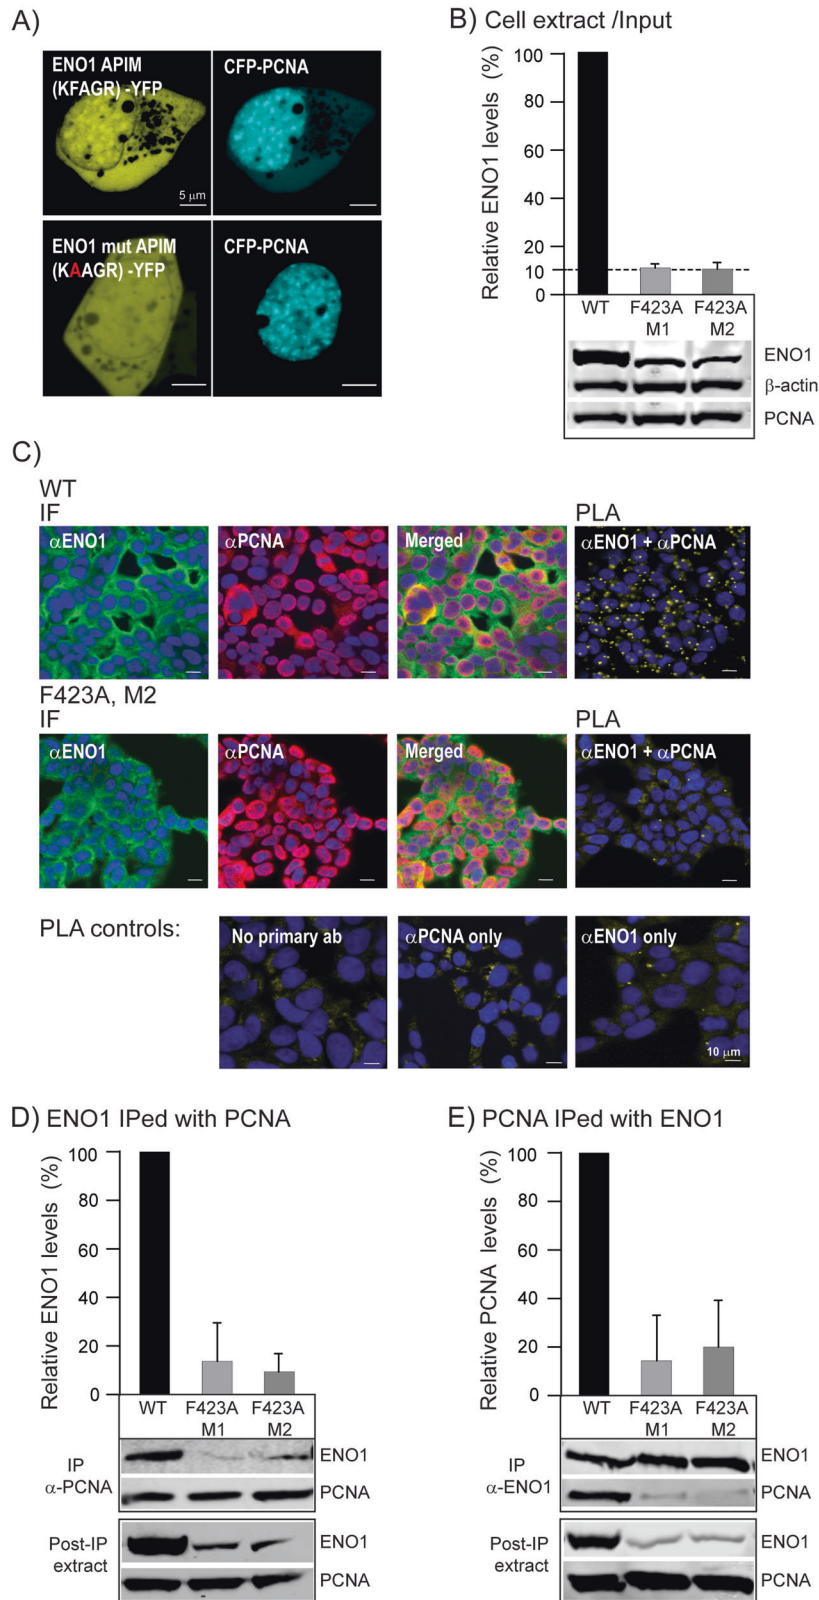 A)
ENO1 APIM
(KFAGR) -YFP
CFP-PCNA
5 μm
ENO1 mut APIM
(KAAGR) -YFP
CFP-PCNA
B) Cell extract /Input
Relative ENO1 levels (%)
100
80
60
40
20
10
0
WT
F423A
M1
F423A
M2
ENO1
β-actin
PCNA
C)
WT
IF
PLA
αENO1
αPCNA
Merged
αENO1 + αPCNA
F423A, M2
IF
PLA
αENO1
αPCNA
Merged
αENO1 + αPCNA
PLA controls:
No primary ab
αPCNA only
αENO1 only
10 μm
D) ENO1 IPed with PCNA
Relative ENO1 levels (%)
100
80
60
40
20
0
WT
F423A
M1
F423A
M2
IP
α-PCNA
ENO1
PCNA
Post-IP
extract
ENO1
PCNA
E) PCNA IPed with ENO1
Relative PCNA levels (%)
100
80
60
40
20
0
WT
F423A
M1
F423A
M2
IP
α-ENO1
ENO1
PCNA
Post-IP
extract
ENO1
PCNA